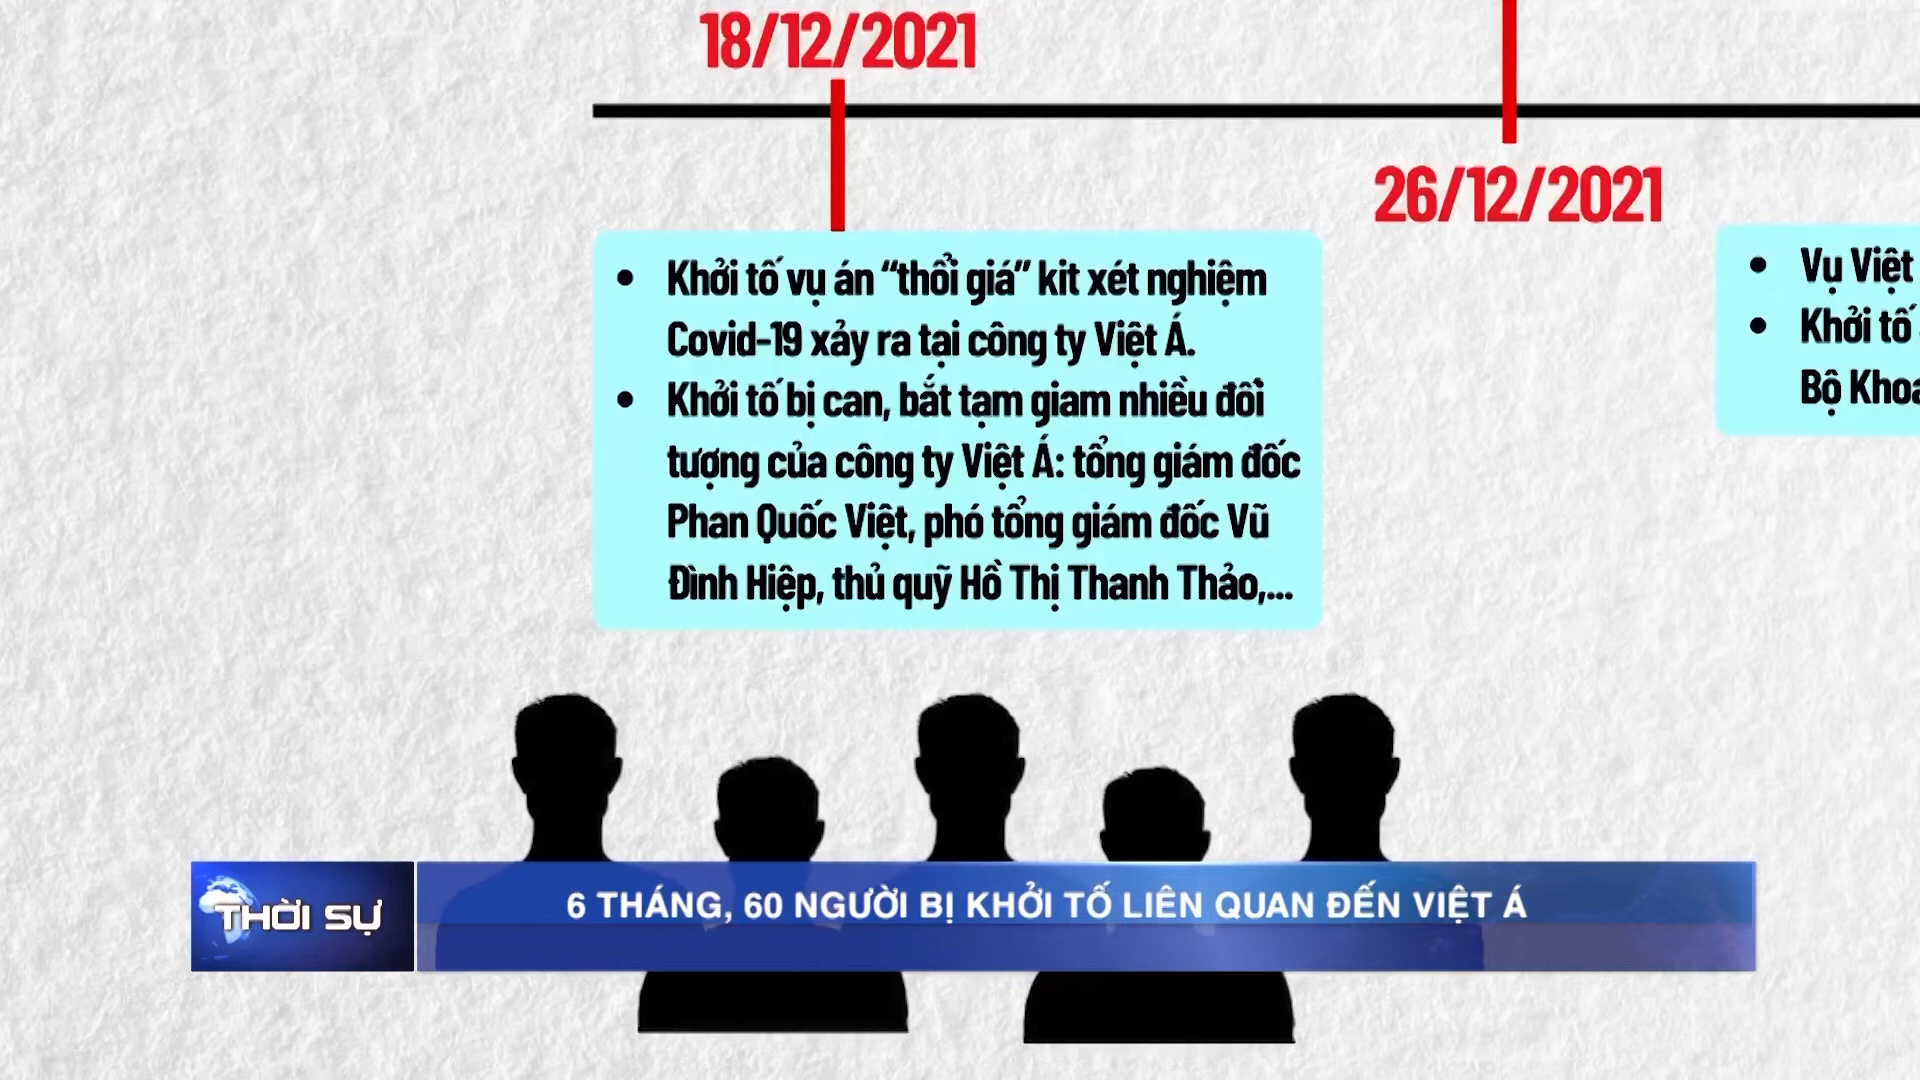 18/12/2021
26/12/2021
• Khởi tố vụ án “thổi giá” kit xét nghiệm
Covid-19 xảy ra tại công ty Việt Á.
• Khởi tố bị can, bắt tạm giam nhiều đối
tượng của công ty Việt Á: tổng giám đốc
Phan Quốc Việt, phó tổng giám đốc Vũ
Đình Hiệp, thủ quỹ Hồ Thị Thanh Thảo,...
• Vụ Việt
• Khởi tố
Bộ Khoa
THỜI SỰ
6 THÁNG, 60 NGƯỜI BỊ KHỞI TỐ LIÊN QUAN ĐẾN VIỆT Á